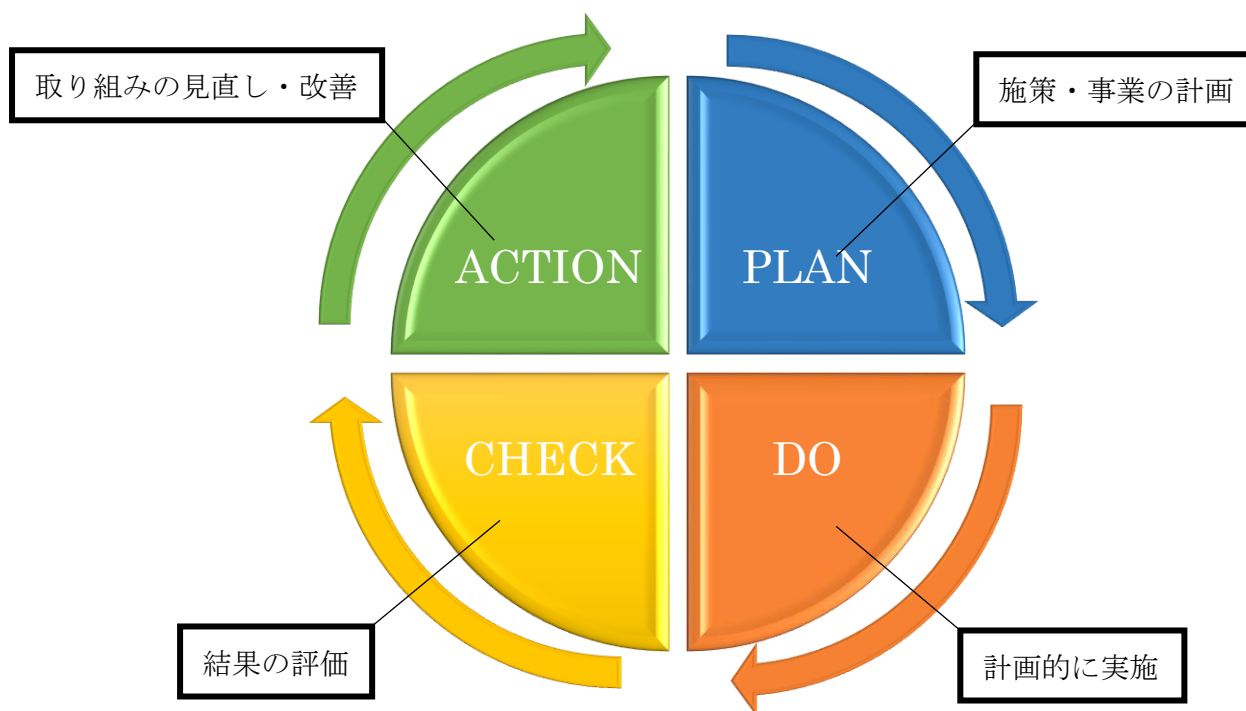 取り組みの見直し・改善
施策・事業の計画
ACTION
PLAN
CHECK
DO
結果の評価
計画的に実施